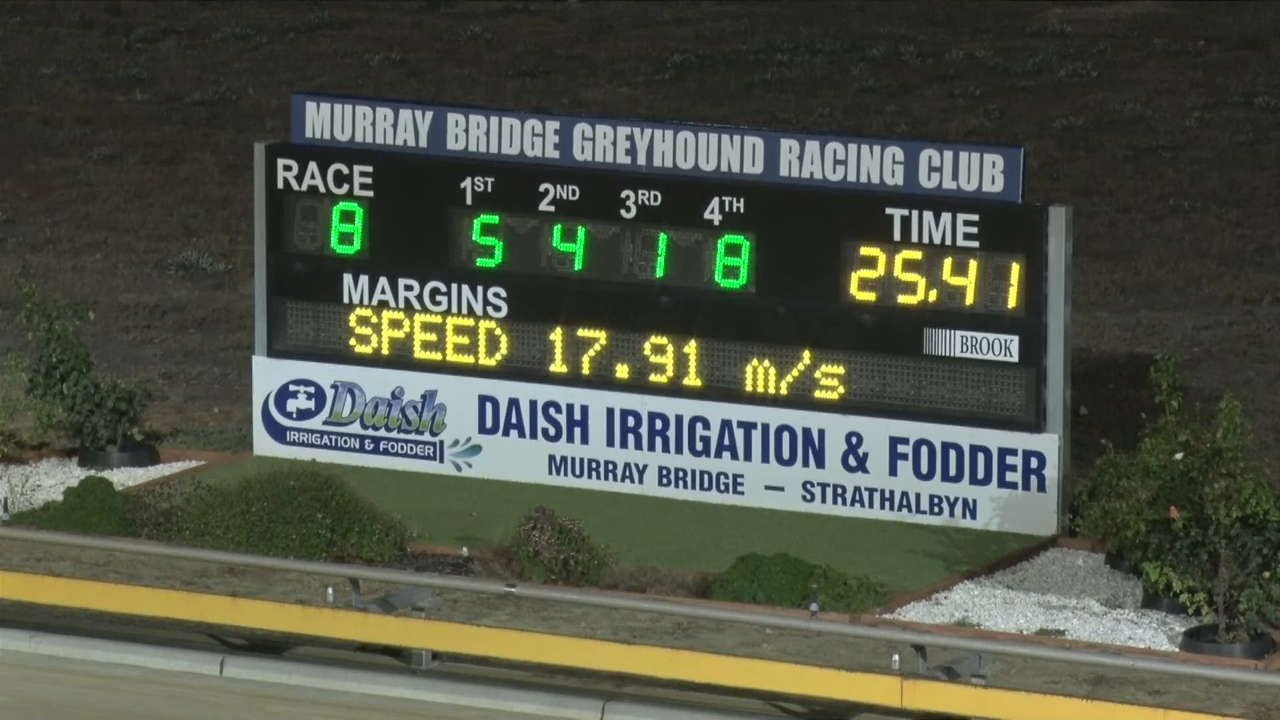 MURRAY BRIDGE GREYHOUND RACING CLUB
RACE 1ST 2ND 3RD 4TH TIME
8 5 4 1 8 25.41
MARGINS
BROOK
SPEED 17.91 m/s
Daish
IRRIGATION & FODDER
DAISH IRRIGATION & FODDER
MURRAY BRIDGE — STRATHALBYN